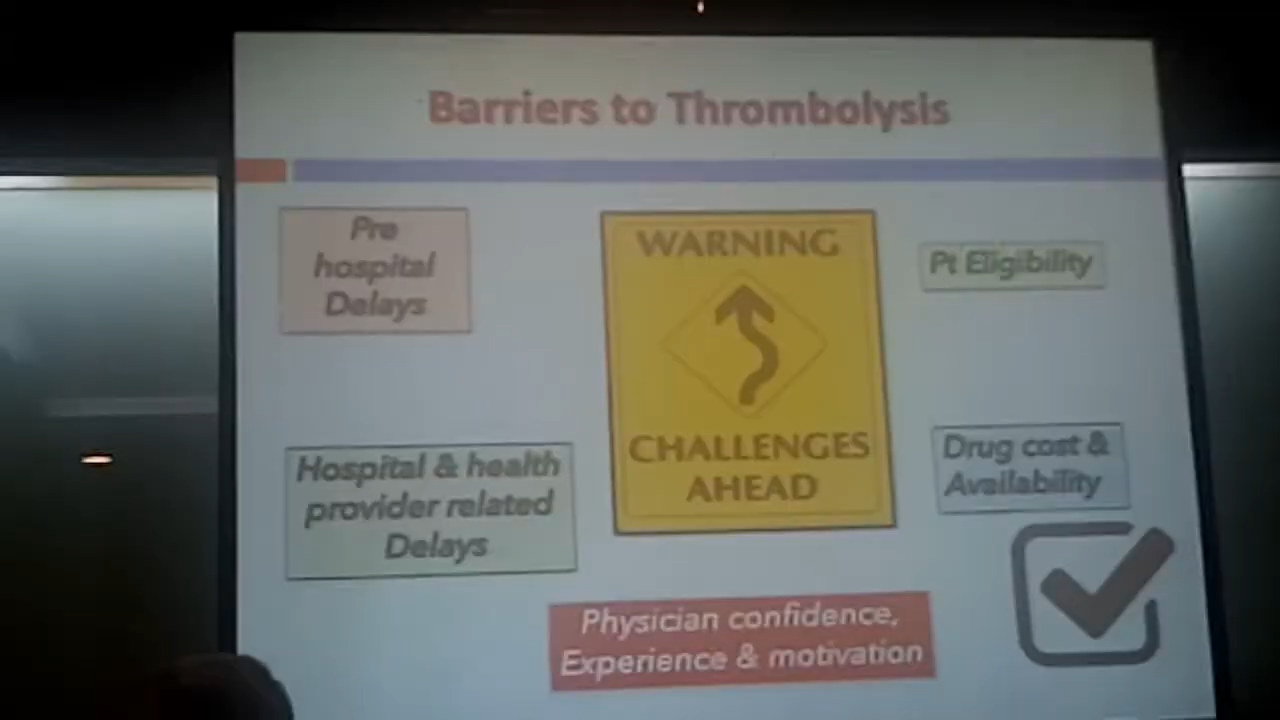 Barriers to Thrombolysis
Pre
hospital
Delays
WARNING
CHALLENGES
AHEAD
Pt Eligibility
Hospital & health
provider related
Delays
Drug cost &
Availability
Physician confidence,
Experience & motivation